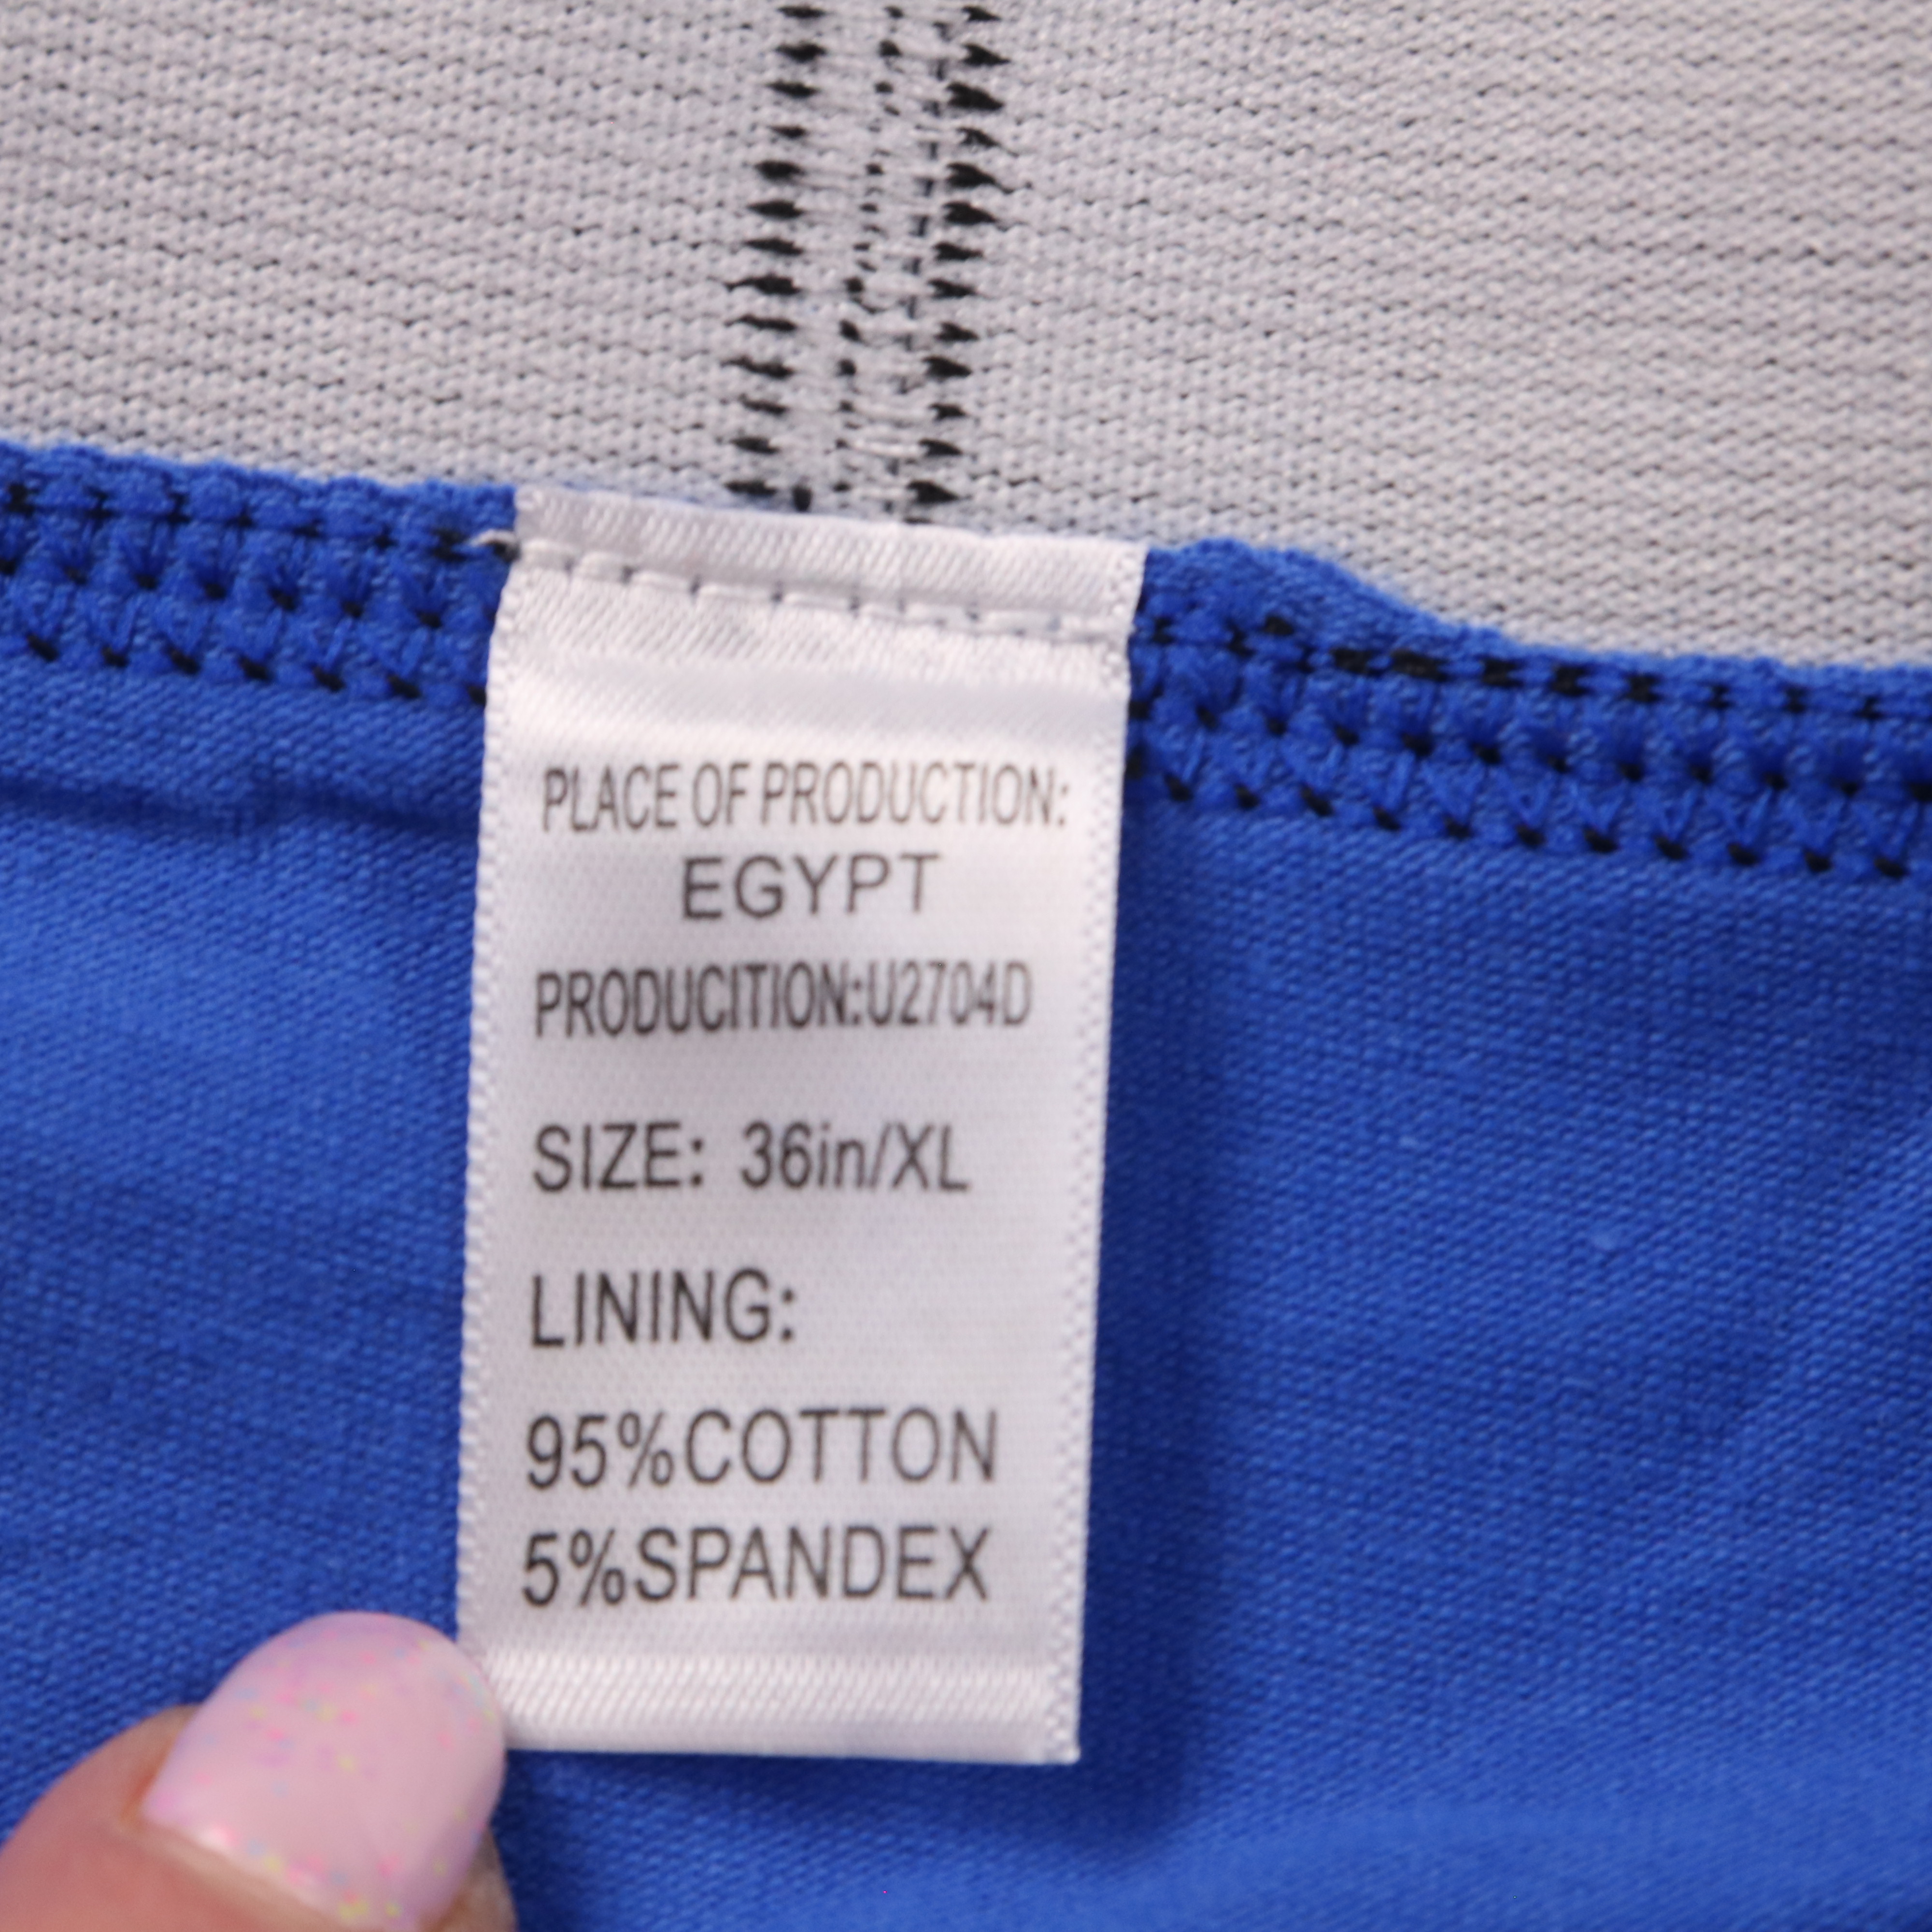 PLACE OF PRODUCTION:
EGYPT
PRODUCITION:U2704D
SIZE: 36in/XL
LINING:
95%COTTON
5%SPANDEX